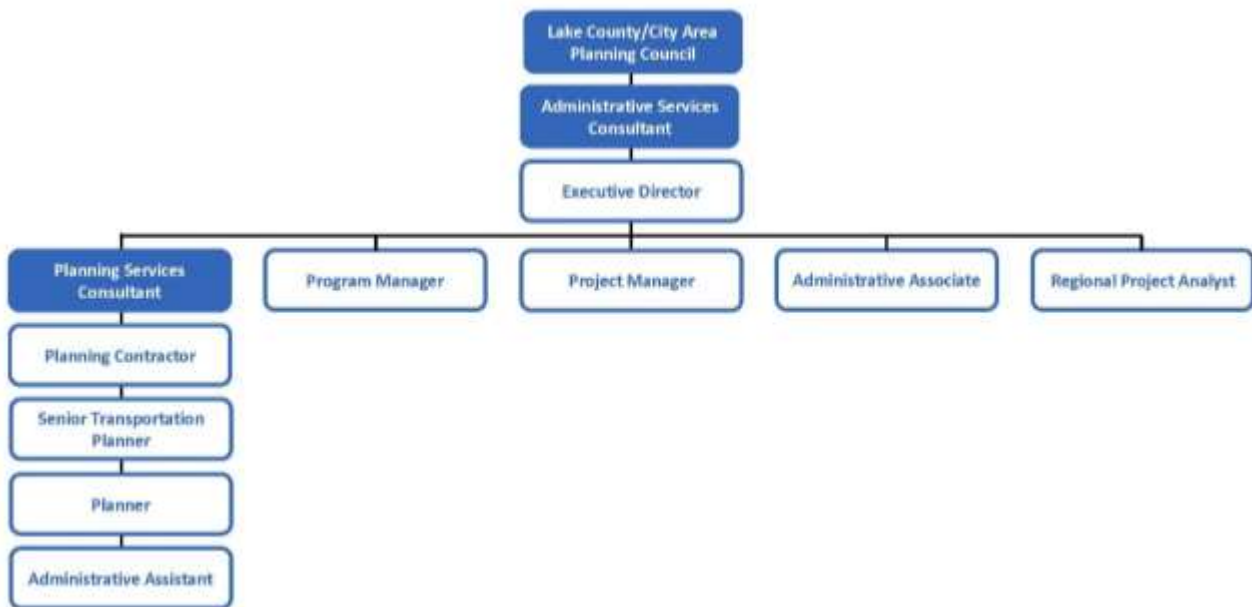 Lake County/City Area
Planning Council
Administrative Services
Consultant
Executive Director
Planning Services
Consultant
Program Manager
Project Manager
Administrative Associate
Regional Project Analyst
Planning Contractor
Senior Transportation
Planner
Planner
Administrative Assistant